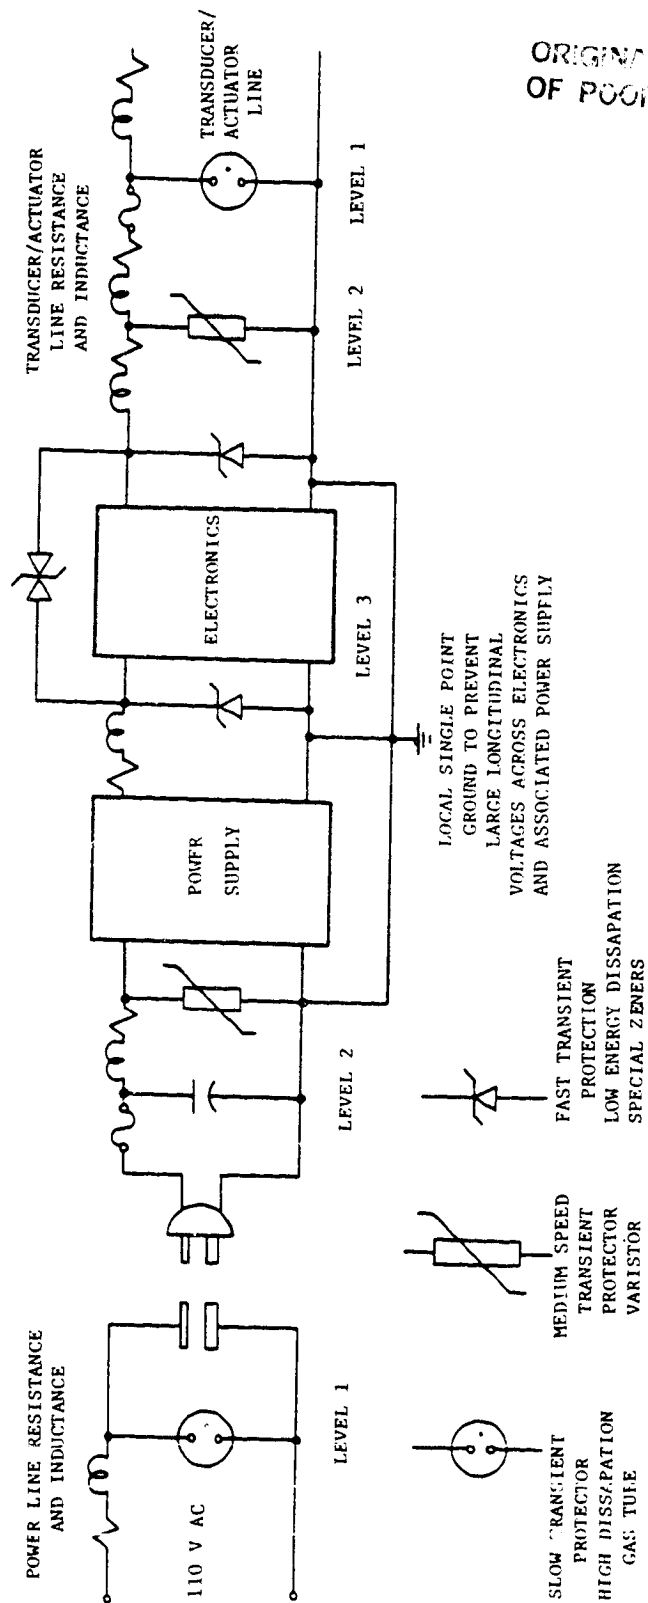 POWER LINE RESISTANCE
AND INDUCTANCE
110 V AC
LEVEL 1
LEVEL 2
POWER
SUPPLY
ELECTRONICS
LEVEL 3
TRANSDUCER/ACTUATOR
LINE RESISTANCE
AND INDUCTANCE
LEVEL 2
TRANSDUCER/
ACTUATOR
LINE
LEVEL 1
LOCAL SINGLE POINT
GROUND TO PREVENT
LARGE LONGITUDINAL
VOLTAGES ACROSS ELECTRONICS
AND ASSOCIATED POWER SUPPLY
SLOW TRANSIENT
PROTECTOR
HIGH DISSAPATION
GAS TUBE
MEDIUM SPEED
TRANSIENT
PROTECTOR
VARISTOR
FAST TRANSIENT
PROTECTION
LOW ENERGY DISSAPATION
SPECIAL ZENERS
OF